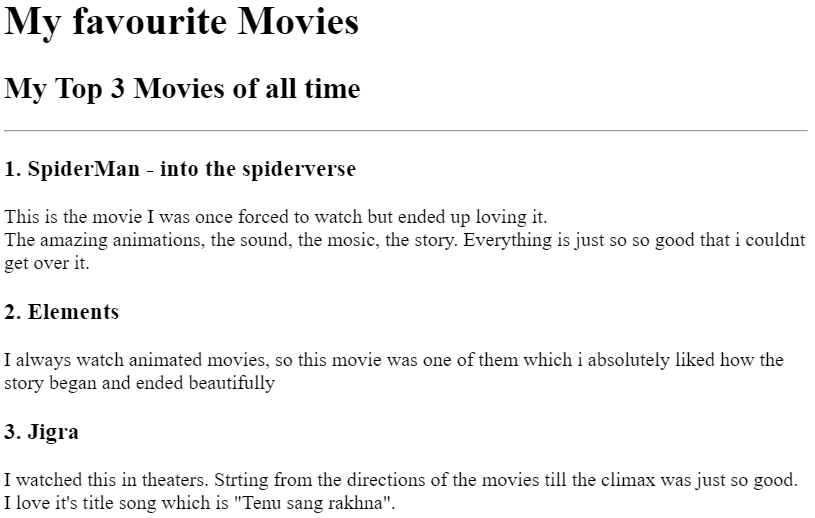 My favourite Movies
My Top 3 Movies of all time
1. SpiderMan - into the spiderverse
This is the movie I was once forced to watch but ended up loving it.
The amazing animations, the sound, the mosic, the story. Everything is just so so good that i couldnt
get over it.
2. Elements
I always watch animated movies, so this movie was one of them which i absolutely liked how the
story began and ended beautifully
3. Jigra
I watched this in theaters. Strting from the directions of the movies till the climax was just so good.
I love it's title song which is "Tenu sang rakhna".